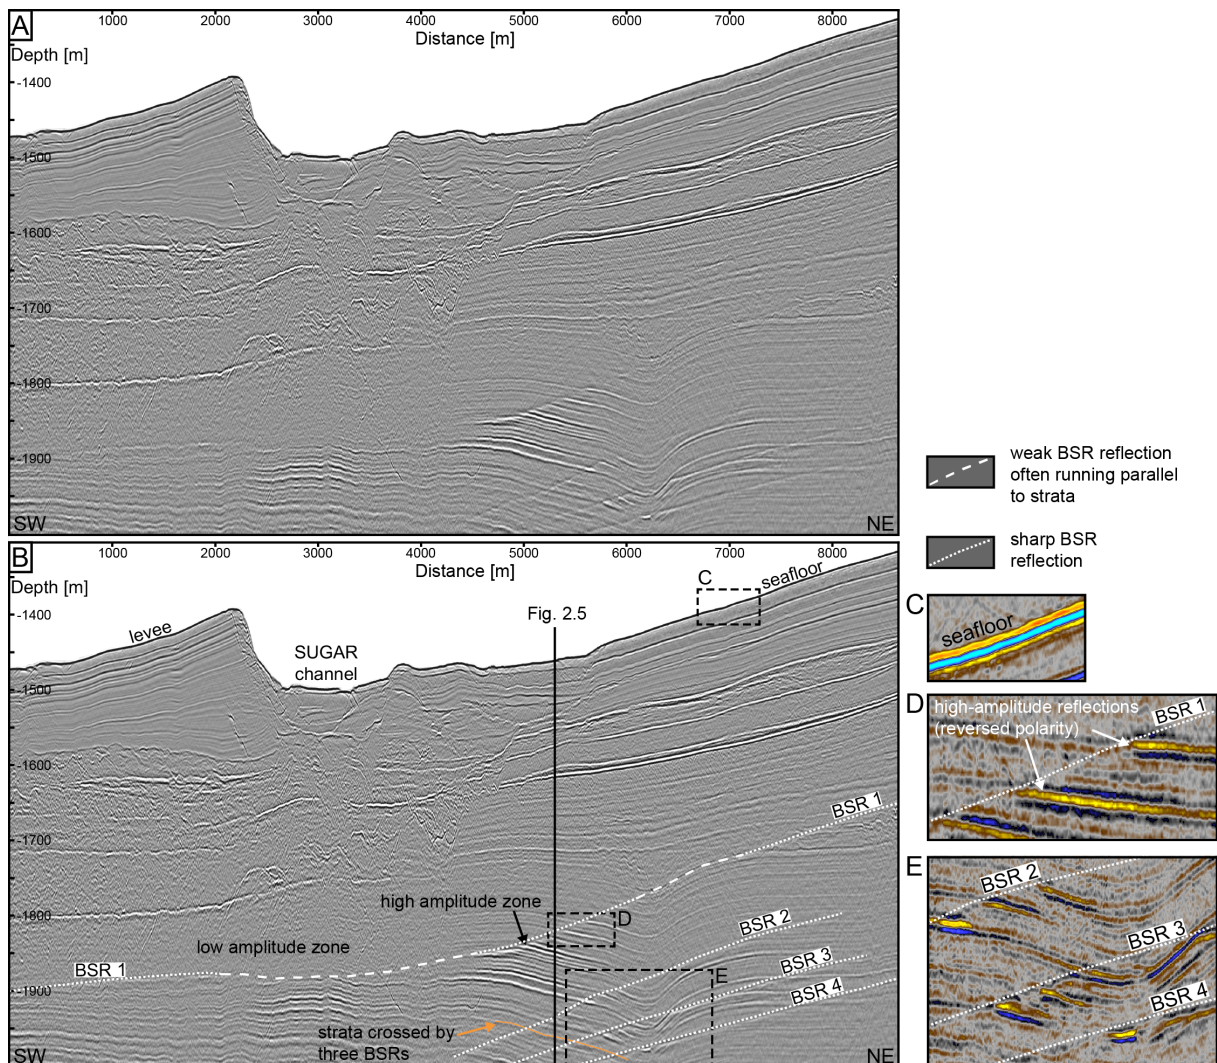 A
1000 2000 3000 4000 5000 6000 7000 8000
Distance [m]
Depth [m]
-1400
-1500
-1600
-1700
-1800
-1900
SW
NE
B
1000 2000 3000 4000 5000 6000 7000 8000
Distance [m]
Depth [m]
-1400
-1500
-1600
-1700
-1800
-1900
C
seafloor
Fig. 2.5
levee
SUGAR
channel
BSR 1
high amplitude zone
D
low amplitude zone
BSR 2
BSR 1
BSR 3
E
BSR 4
strata crossed by
three BSRs
SW
NE
weak BSR reflection
often running parallel
to strata
sharp BSR
reflection
C
seafloor
D
high-amplitude reflections
(reversed polarity)
BSR 1
E
BSR 2
BSR 3
BSR 4